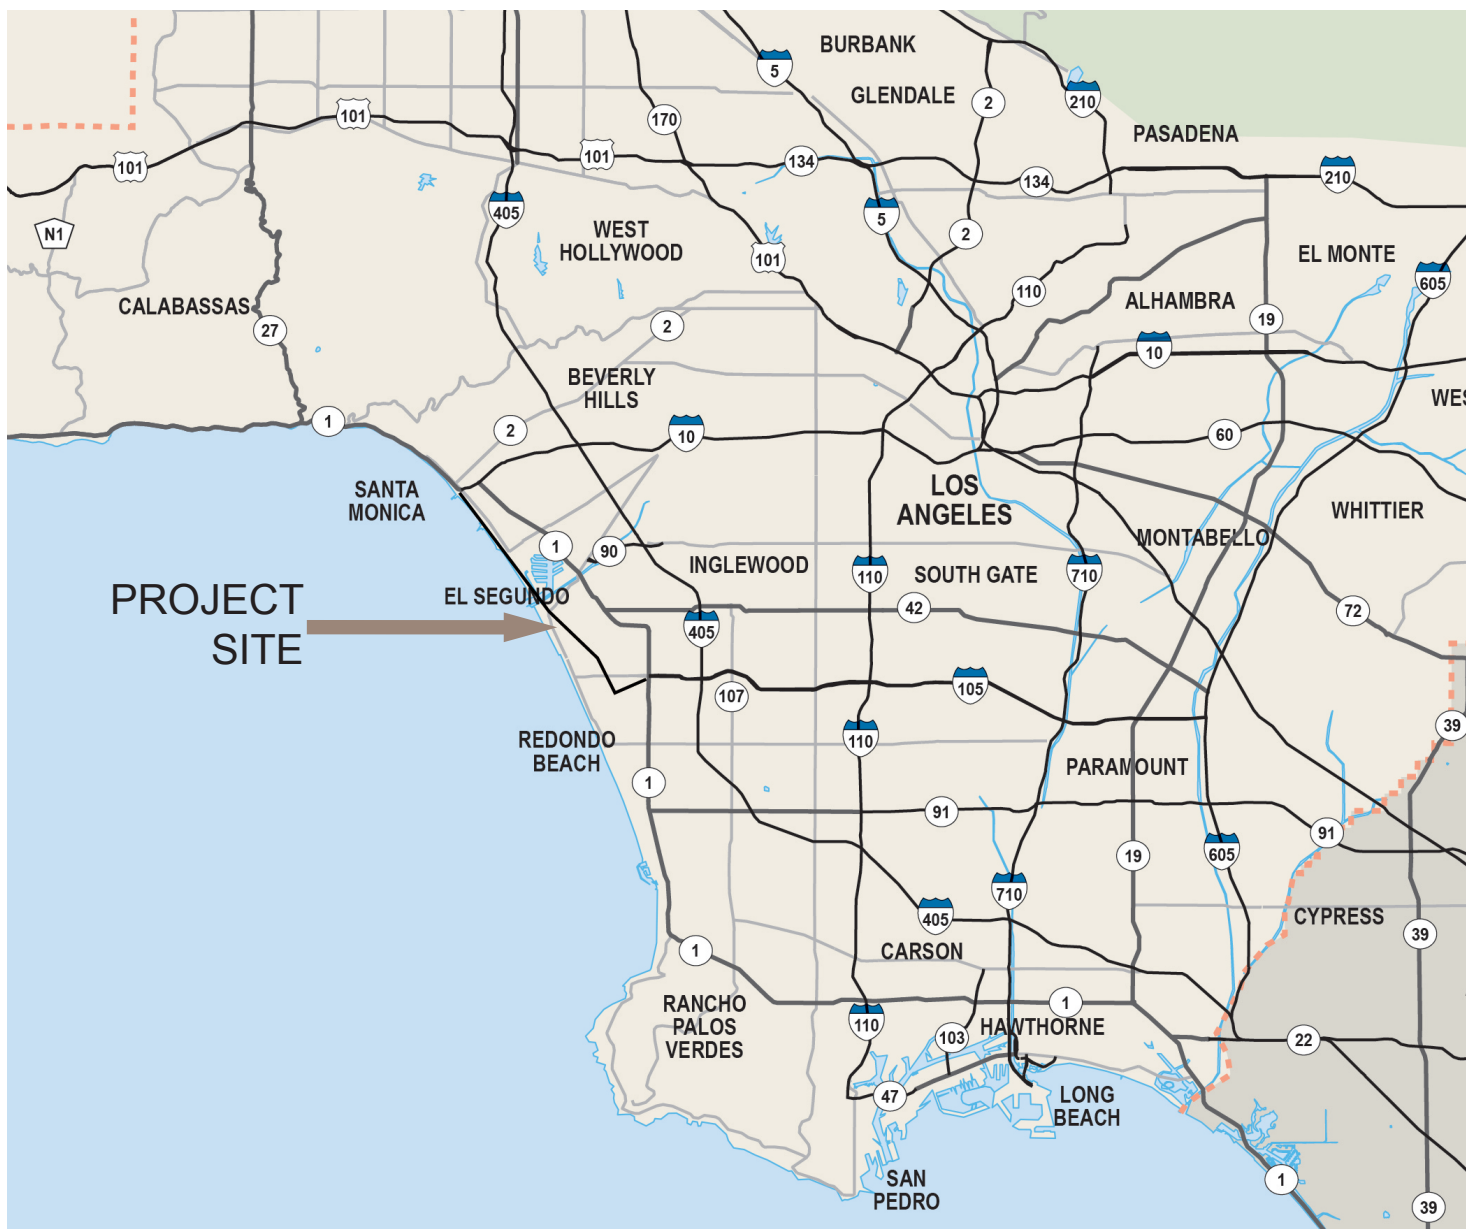 BURBANK
5
GLENDALE
2
210
101
170
PASADENA
101
101
134
134
210
405
5
N1
WEST
HOLLYWOOD
2
101
EL MONTE
605
110
CALABASSAS
ALHAMBRA
27
2
19
10
BEVERLY
HILLS
WES
1
2
10
60
SANTA
MONICA
LOS
ANGELES
WHITTIER
1
90
MONTABELLO
INGLEWOOD
110
SOUTH GATE
710
PROJECT
SITE
EL SEGUNDO
42
72
405
107
105
39
REDONDO
BEACH
110
PARAMOUNT
1
91
91
19
605
710
405
CYPRESS
39
1
CARSON
RANCHO
PALOS
VERDES
1
110
HAWTHORNE
103
22
47
LONG
BEACH
SAN
PEDRO
1
39